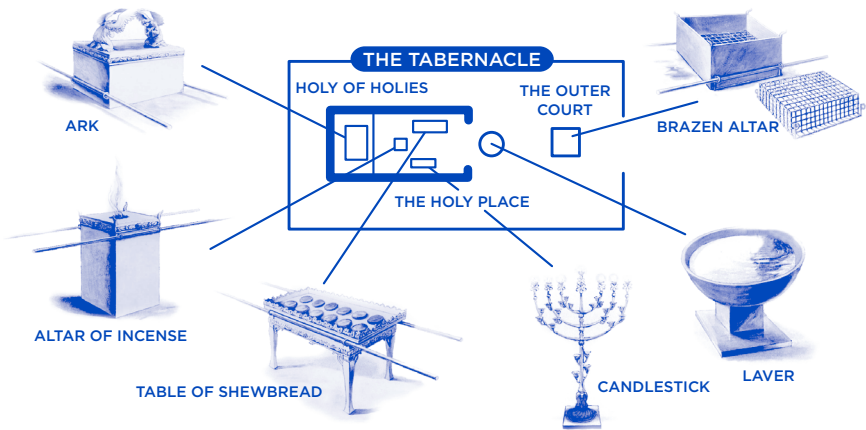 THE TABERNACLE
HOLY OF HOLIES
THE OUTER
COURT
ARK
BRAZEN ALTAR
THE HOLY PLACE
ALTAR OF INCENSE
TABLE OF SHEWBREAD
CANDLESTICK
LAVER